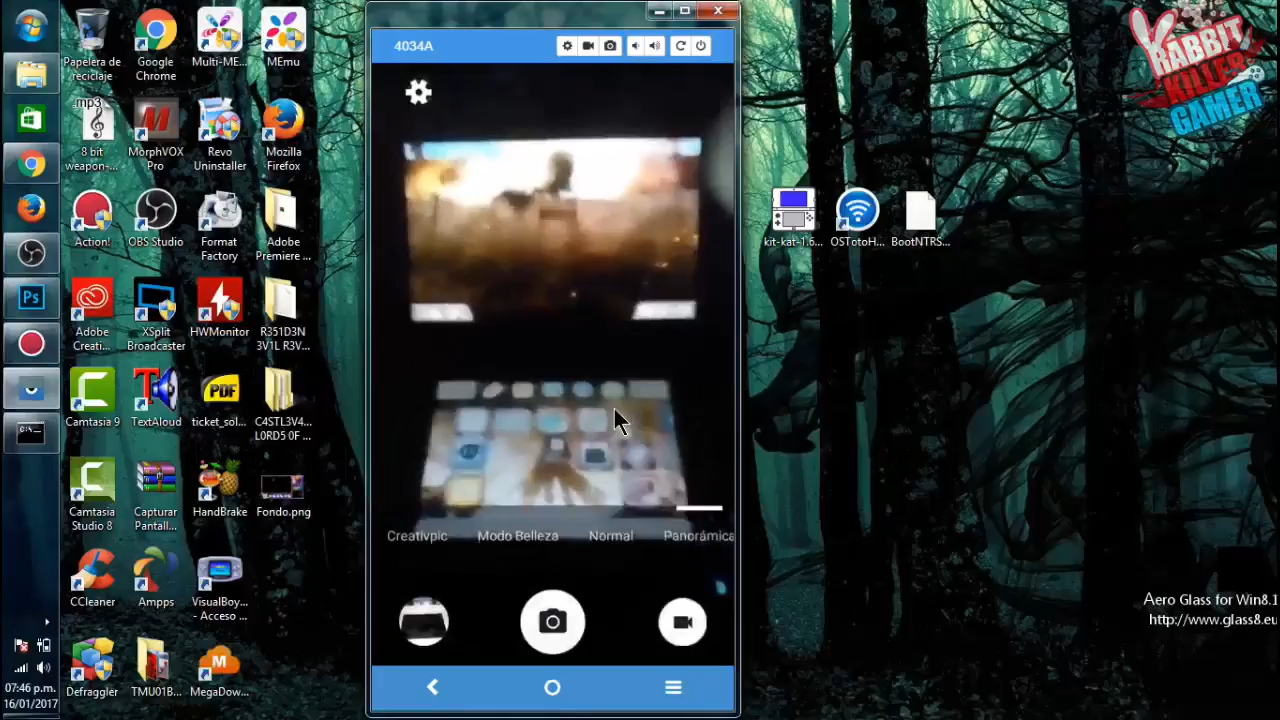 Papelera de
reciclaje
Google
Chrome
Multi-ME...
MEmu
.mp3
8 bit
weapon-...
MorphVOX
Pro
Revo
Uninstaller
Mozilla
Firefox
Action!
OBS Studio
Format
Factory
Adobe
Premiere ...
Adobe
Creati...
XSplit
Broadcaster
HWMonitor
R351D3N
3V1L R3V...
Camtasia 9
TextAloud
PDF
ticket_sol...
C4STL3V4...
L0RD5 0F ...
Camtasia
Studio 8
Capturar
Pantall...
HandBrake
Fondo.png
CCleaner
Ampps
VisualBoy...
- Acceso ...
Defraggler
TMU01B...
MegaDow...
Ps
07:46 p.m.
16/01/2017
4034A
Creativpic
Modo Belleza
Normal
Panorámica
kit-kat-1.6...
OSTotoH...
BootNTRS...
RABBIT
KILLER
GAMER
Aero Glass for Win8.1
http://www.glass8.eu